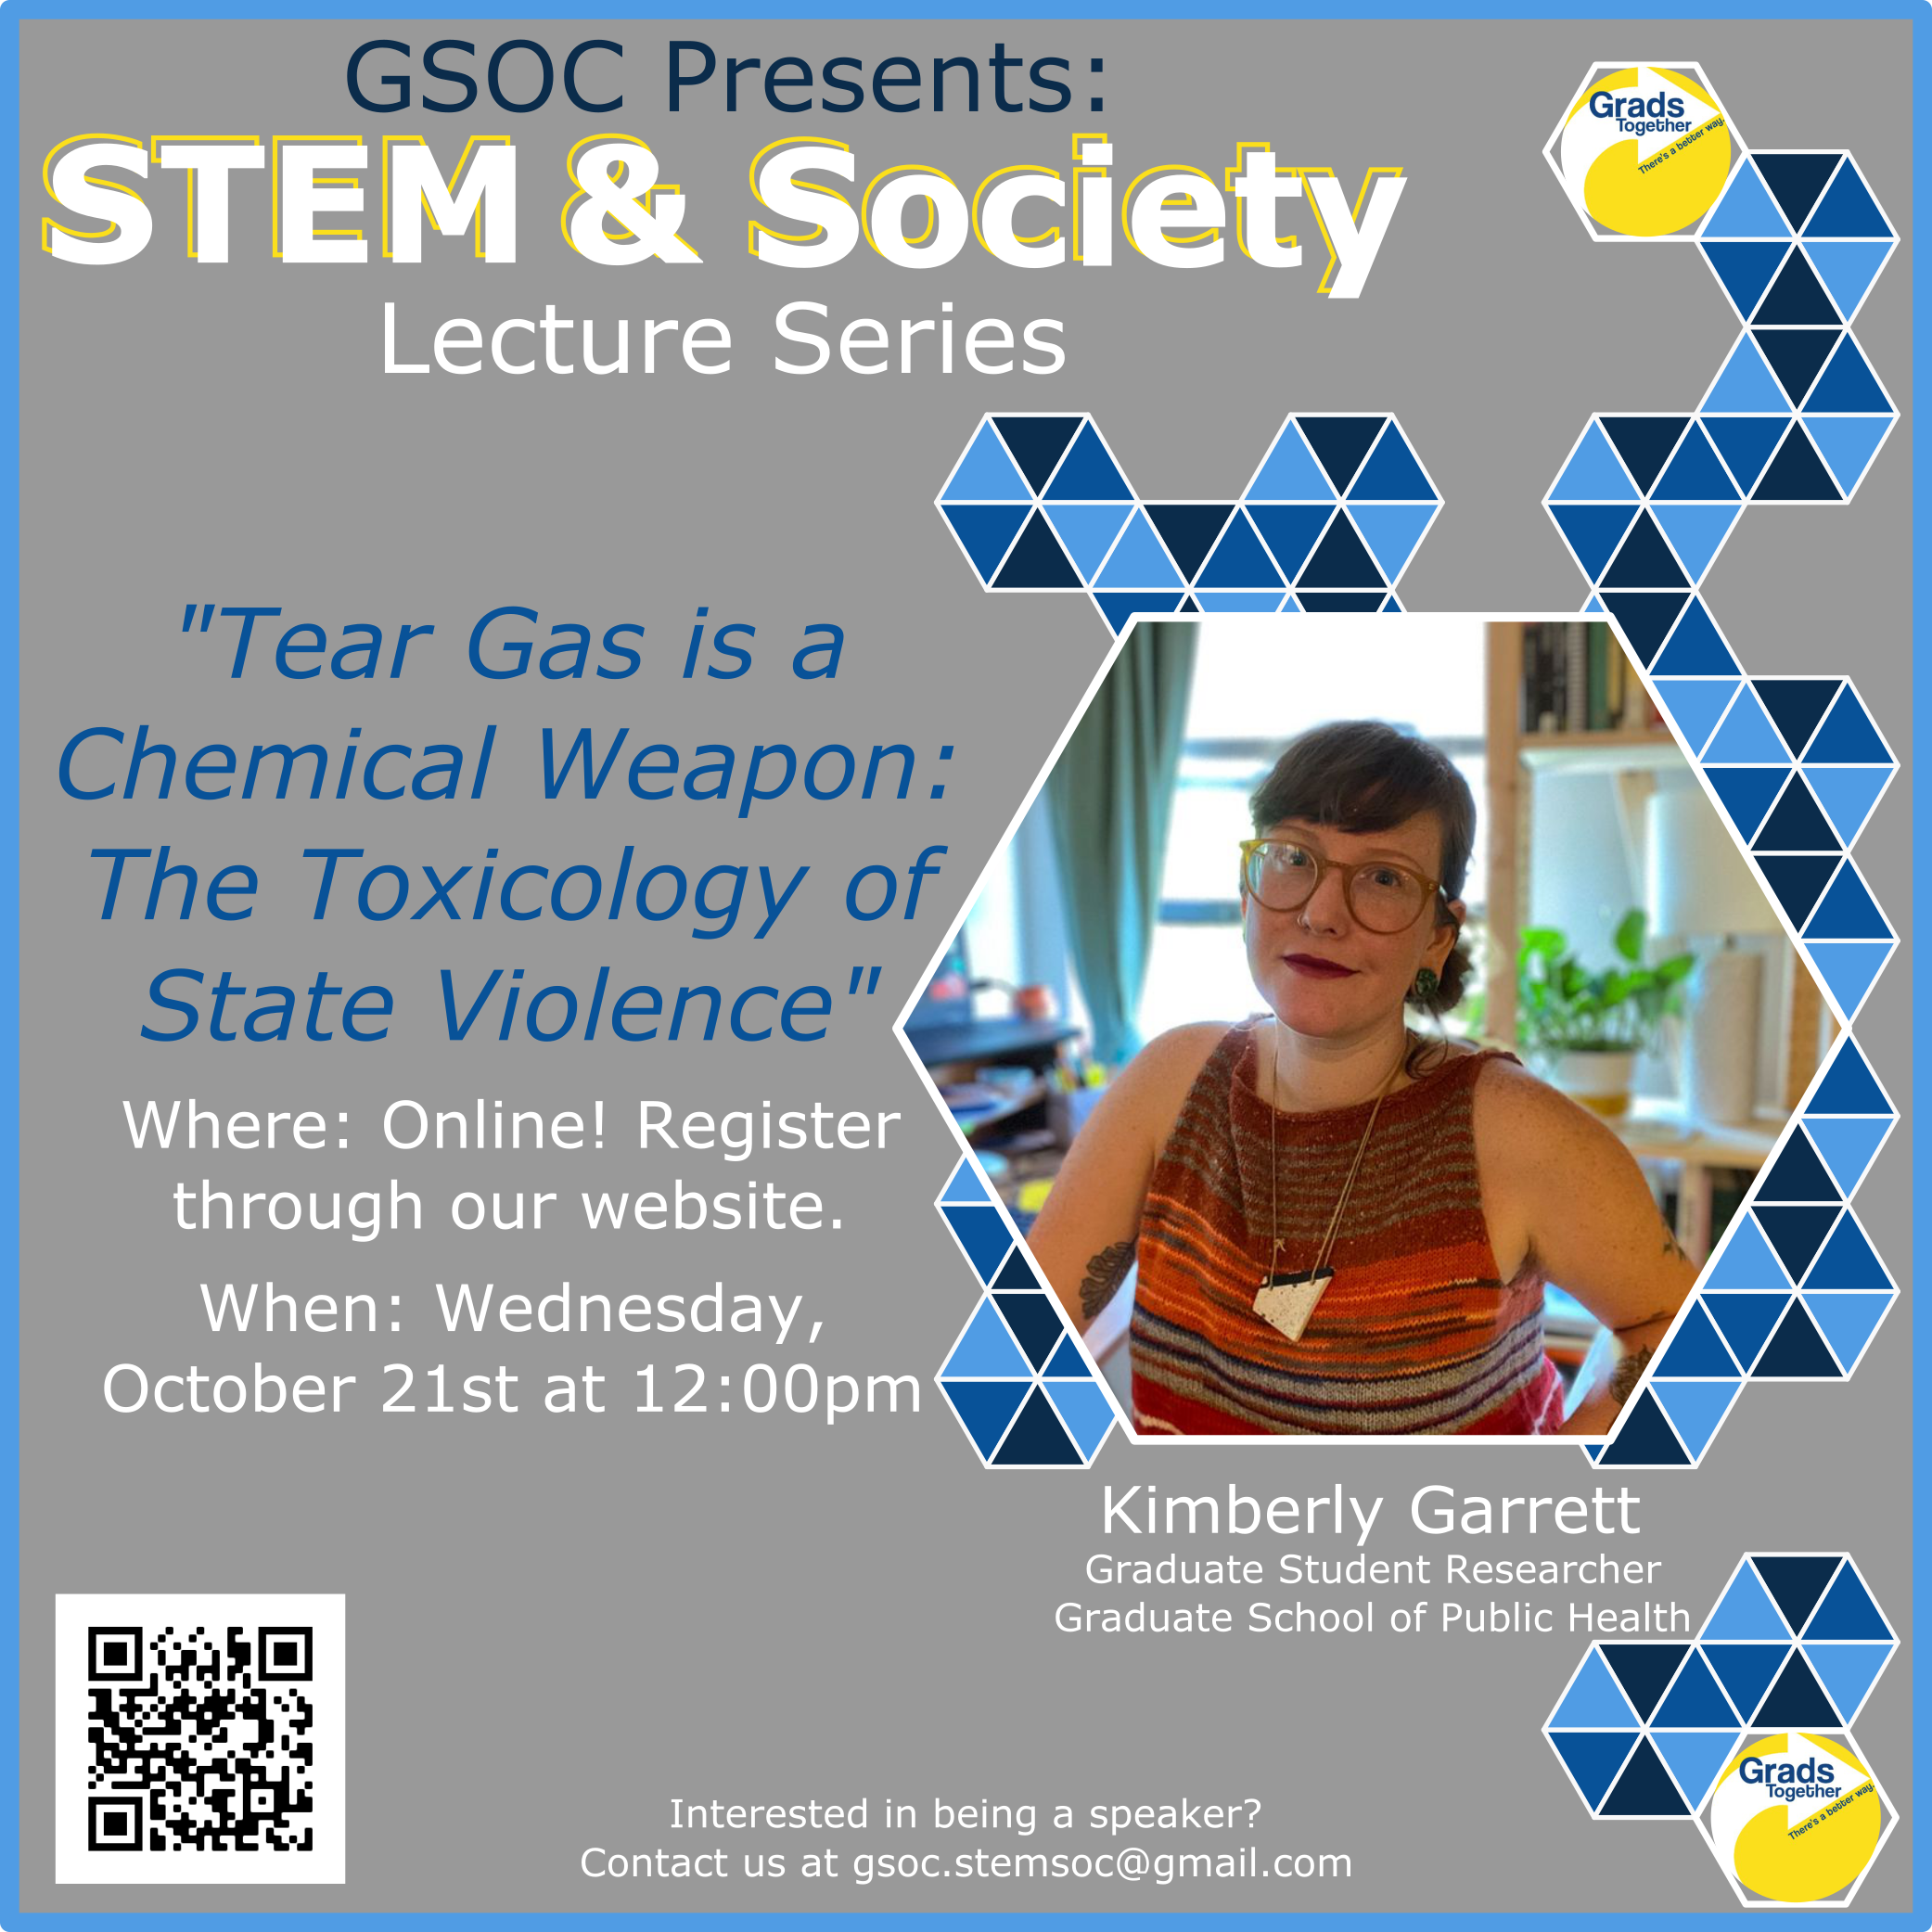 GSOC Presents:
STEM & Society
Lecture Series
Grads
Together
There's a better way.
"Tear Gas is a
Chemical Weapon:
The Toxicology of
State Violence"
Where: Online! Register
through our website.
When: Wednesday,
October 21st at 12:00pm
Kimberly Garrett
Graduate Student Researcher
Graduate School of Public Health
Interested in being a speaker?
Contact us at gsoc.stemsoc@gmail.com
Grads
Together
There's a better way.